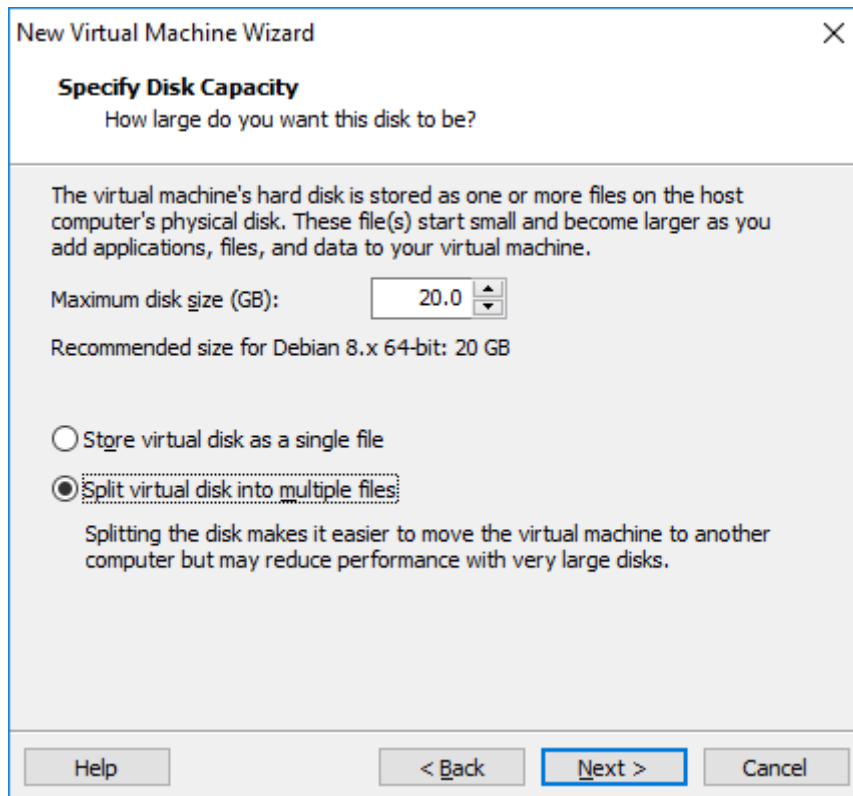 New Virtual Machine Wizard
Specify Disk Capacity
How large do you want this disk to be?
The virtual machine's hard disk is stored as one or more files on the host
computer's physical disk. These file(s) start small and become larger as you
add applications, files, and data to your virtual machine.
Maximum disk size (GB): 20.0
Recommended size for Debian 8.x 64-bit: 20 GB
Store virtual disk as a single file
Split virtual disk into multiple files
Splitting the disk makes it easier to move the virtual machine to another
computer but may reduce performance with very large disks.
Help < Back Next > Cancel